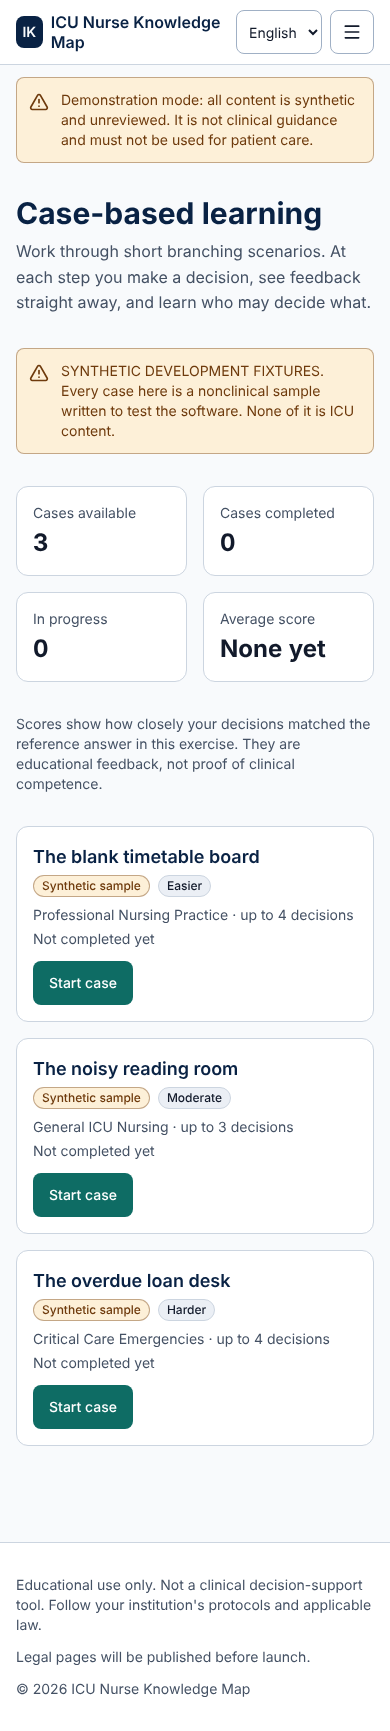 IK
ICU Nurse Knowledge
Map
English
Demonstration mode: all content is synthetic
and unreviewed. It is not clinical guidance
and must not be used for patient care.
Case-based learning
Work through short branching scenarios. At
each step you make a decision, see feedback
straight away, and learn who may decide what.
SYNTHETIC DEVELOPMENT FIXTURES.
Every case here is a nonclinical sample
written to test the software. None of it is ICU
content.
Cases available
3
Cases completed
0
In progress
0
Average score
None yet
Scores show how closely your decisions matched the
reference answer in this exercise. They are
educational feedback, not proof of clinical
competence.
The blank timetable board
Synthetic sample Easier
Professional Nursing Practice · up to 4 decisions
Not completed yet
Start case
The noisy reading room
Synthetic sample Moderate
General ICU Nursing · up to 3 decisions
Not completed yet
Start case
The overdue loan desk
Synthetic sample Harder
Critical Care Emergencies · up to 4 decisions
Not completed yet
Start case
Educational use only. Not a clinical decision-support
tool. Follow your institution's protocols and applicable
law.
Legal pages will be published before launch.
© 2026 ICU Nurse Knowledge Map